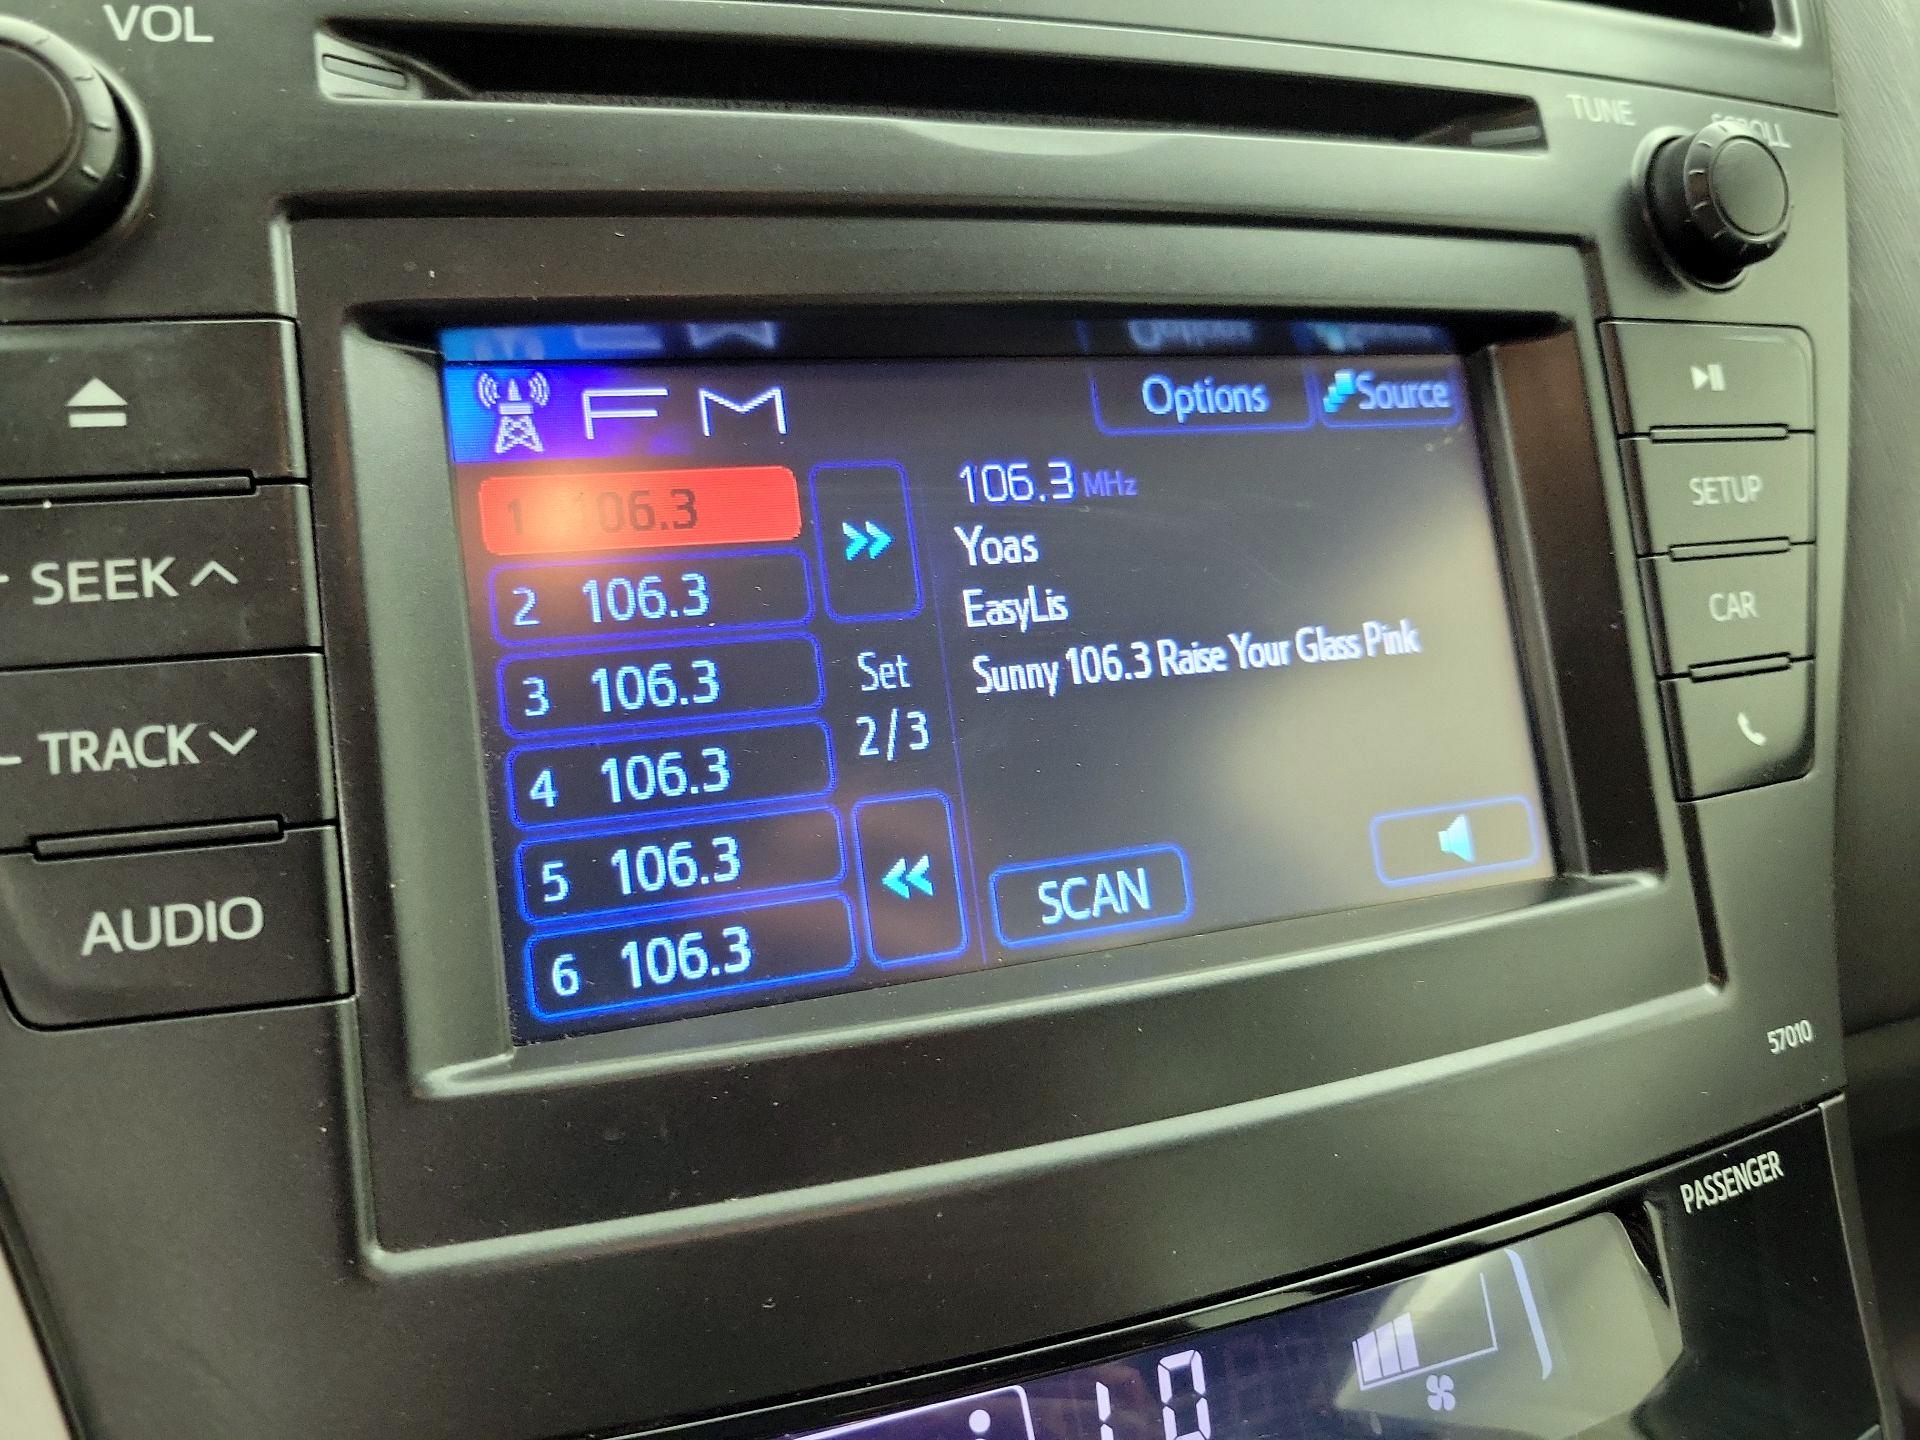 VOL
TUNE SCROLL
SEEK
TRACK
AUDIO
FM
Options
Source
1 106.3
2 106.3
3 106.3
4 106.3
5 106.3
6 106.3
Set
2/3
106.3 MHz
Yoas
EasyLis
Sunny 106.3 Raise Your Glass Pink
SCAN
SETUP
CAR
57010
PASSENGER
10